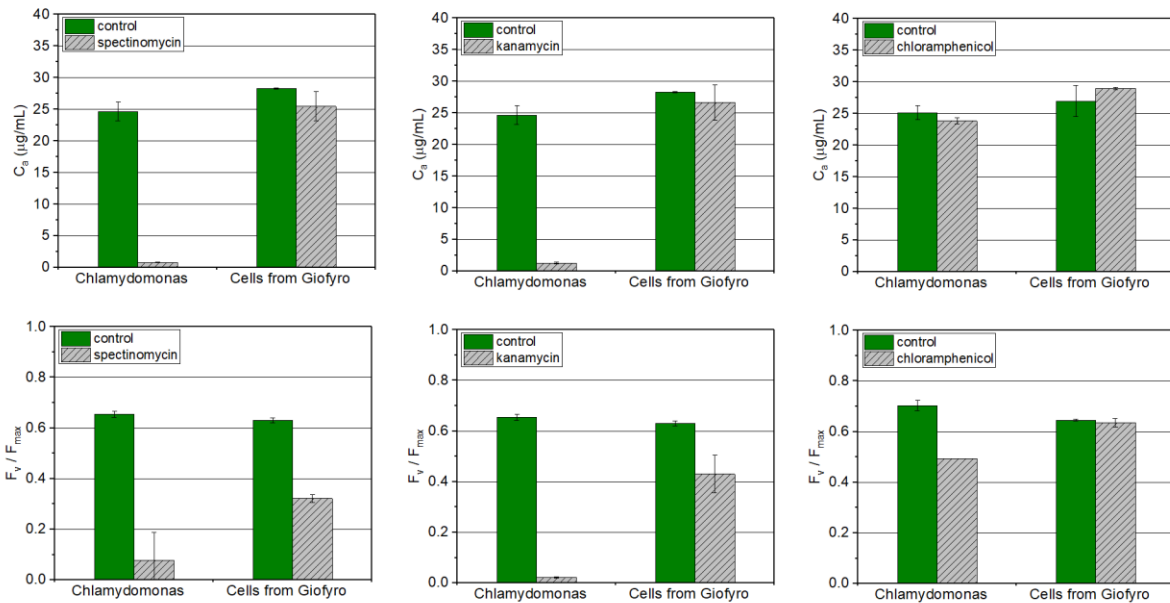 control
spectinomycin
40
35
30
25
20
15
10
5
0
Cₐ (μg/mL)
Chlamydomonas
Cells from Giofyro
control
kanamycin
40
35
30
25
20
15
10
5
0
Cₐ (μg/mL)
Chlamydomonas
Cells from Giofyro
control
chloramphenicol
40
35
30
25
20
15
10
5
0
Cₐ (μg/mL)
Chlamydomonas
Cells from Giofyro
control
spectinomycin
1.0
0.8
0.6
0.4
0.2
0.0
Fᵥ / Fmax
Chlamydomonas
Cells from Giofyro
control
kanamycin
1.0
0.8
0.6
0.4
0.2
0.0
Fᵥ / Fmax
Chlamydomonas
Cells from Giofyro
control
chloramphenicol
1.0
0.8
0.6
0.4
0.2
0.0
Fᵥ / Fmax
Chlamydomonas
Cells from Giofyro